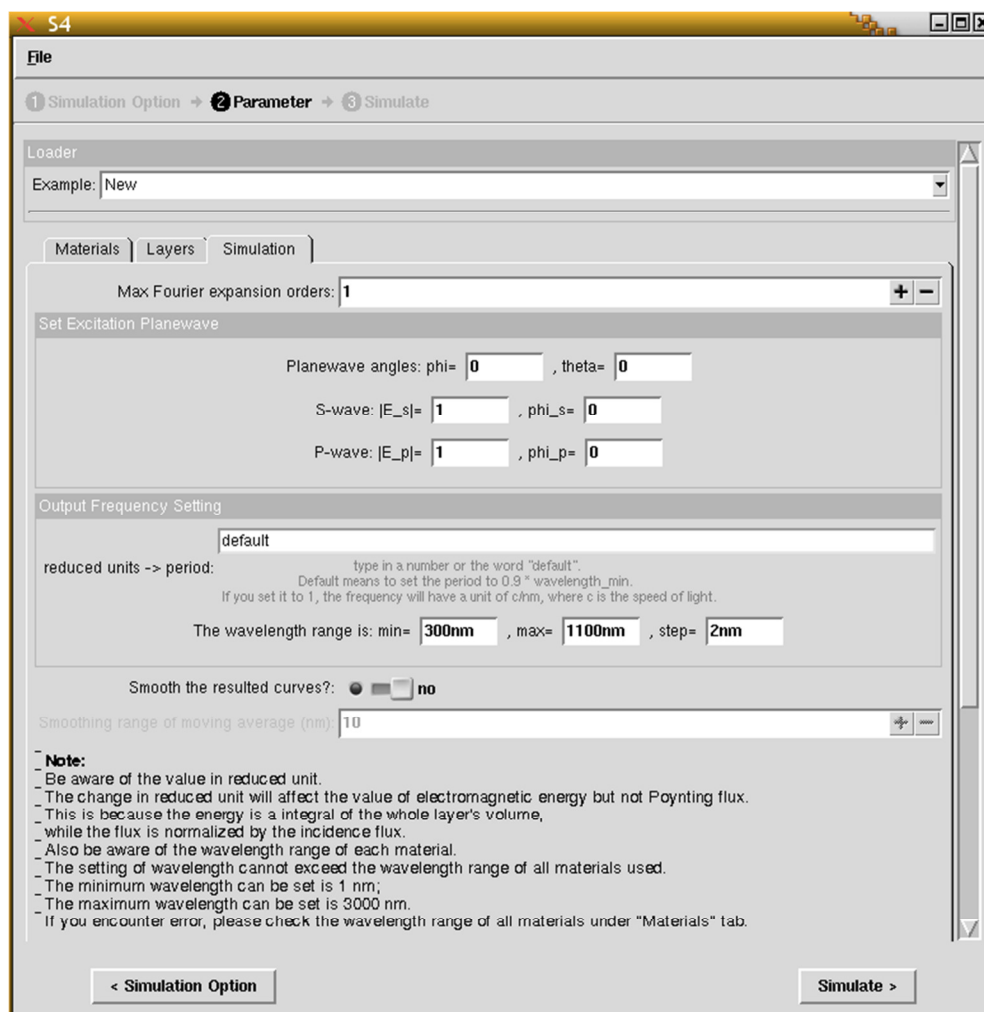 S4
File
1 Simulation Option → 2 Parameter → 3 Simulate
Loader
Example: New
Materials Layers Simulation
Max Fourier expansion orders: 1 + −
Set Excitation Planewave
Planewave angles: phi= 0 , theta= 0
S-wave: |E_s|= 1 , phi_s= 0
P-wave: |E_p|= 1 , phi_p= 0
Output Frequency Setting
default
reduced units -> period:
type in a number or the word "default".
Default means to set the period to 0.9 * wavelength_min.
If you set it to 1, the frequency will have a unit of c/nm, where c is the speed of light.
The wavelength range is: min= 300nm , max= 1100nm , step= 2nm
Smooth the resulted curves?: no
Smoothing range of moving average (nm): 10 + −
Note:
Be aware of the value in reduced unit.
The change in reduced unit will affect the value of electromagnetic energy but not Poynting flux.
This is because the energy is a integral of the whole layer's volume,
while the flux is normalized by the incidence flux.
Also be aware of the wavelength range of each material.
The setting of wavelength cannot exceed the wavelength range of all materials used.
The minimum wavelength can be set is 1 nm;
The maximum wavelength can be set is 3000 nm.
If you encounter error, please check the wavelength range of all materials under "Materials" tab.
< Simulation Option Simulate >